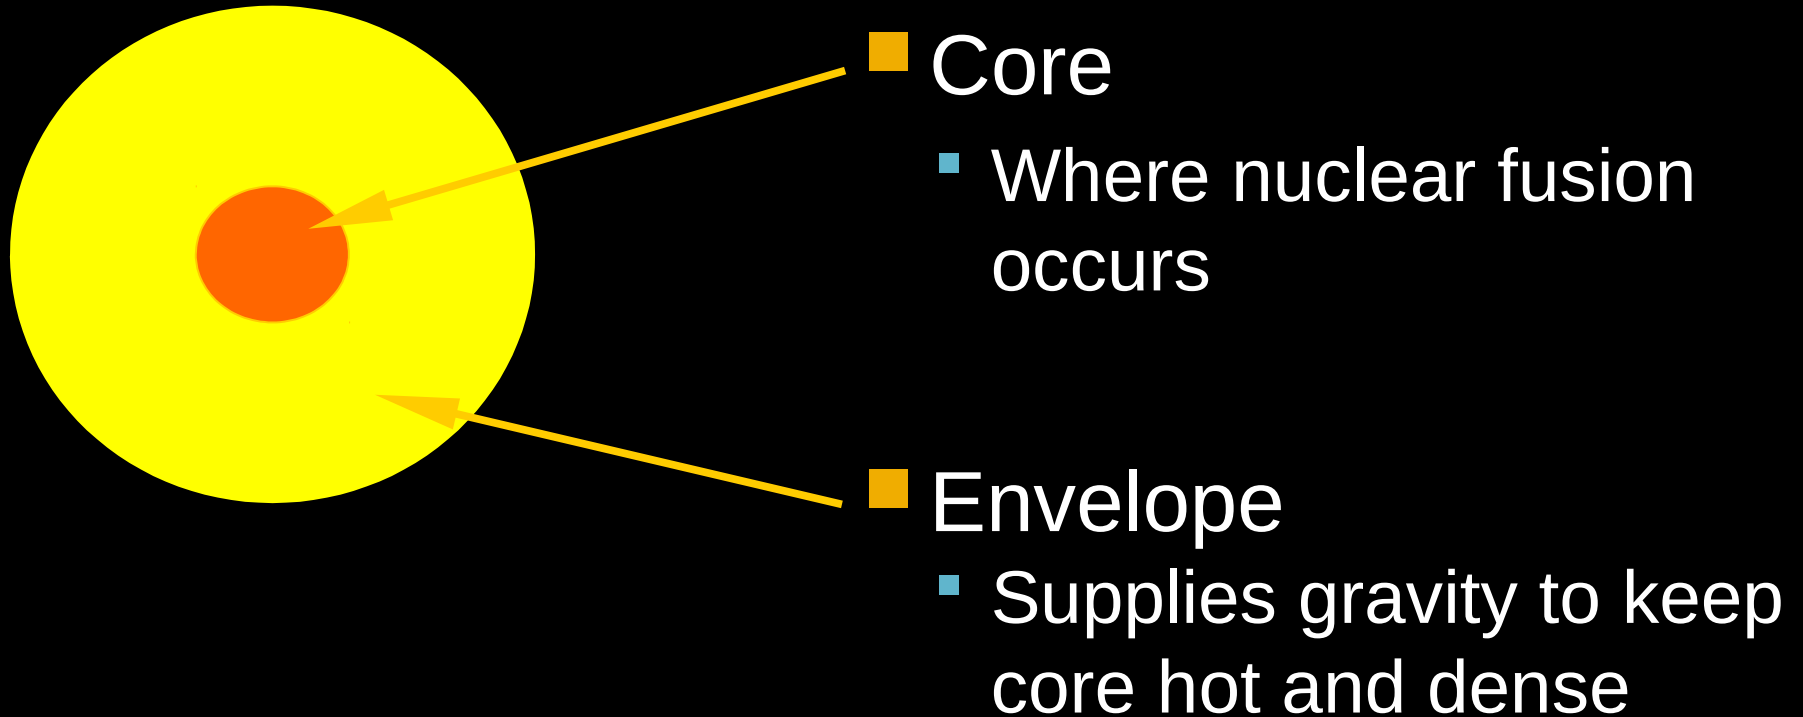 Core
Where nuclear fusion
occurs
Envelope
Supplies gravity to keep
core hot and dense